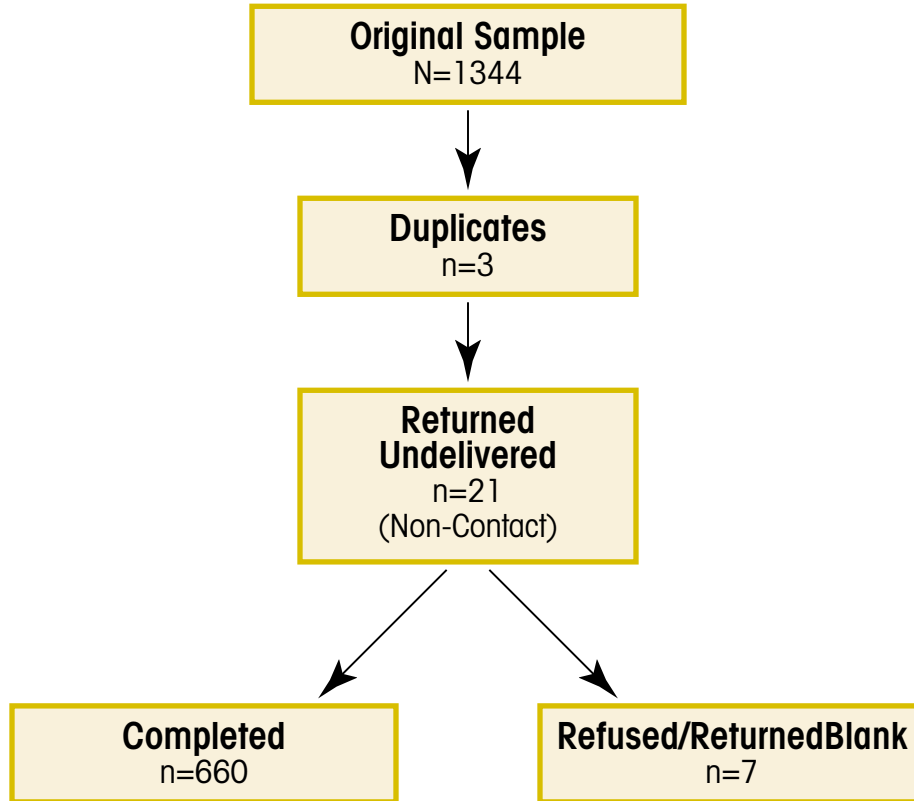 Original Sample
N=1344
Duplicates
n=3
Returned
Undelivered
n=21
(Non-Contact)
Completed
n=660
Refused/ReturnedBlank
n=7